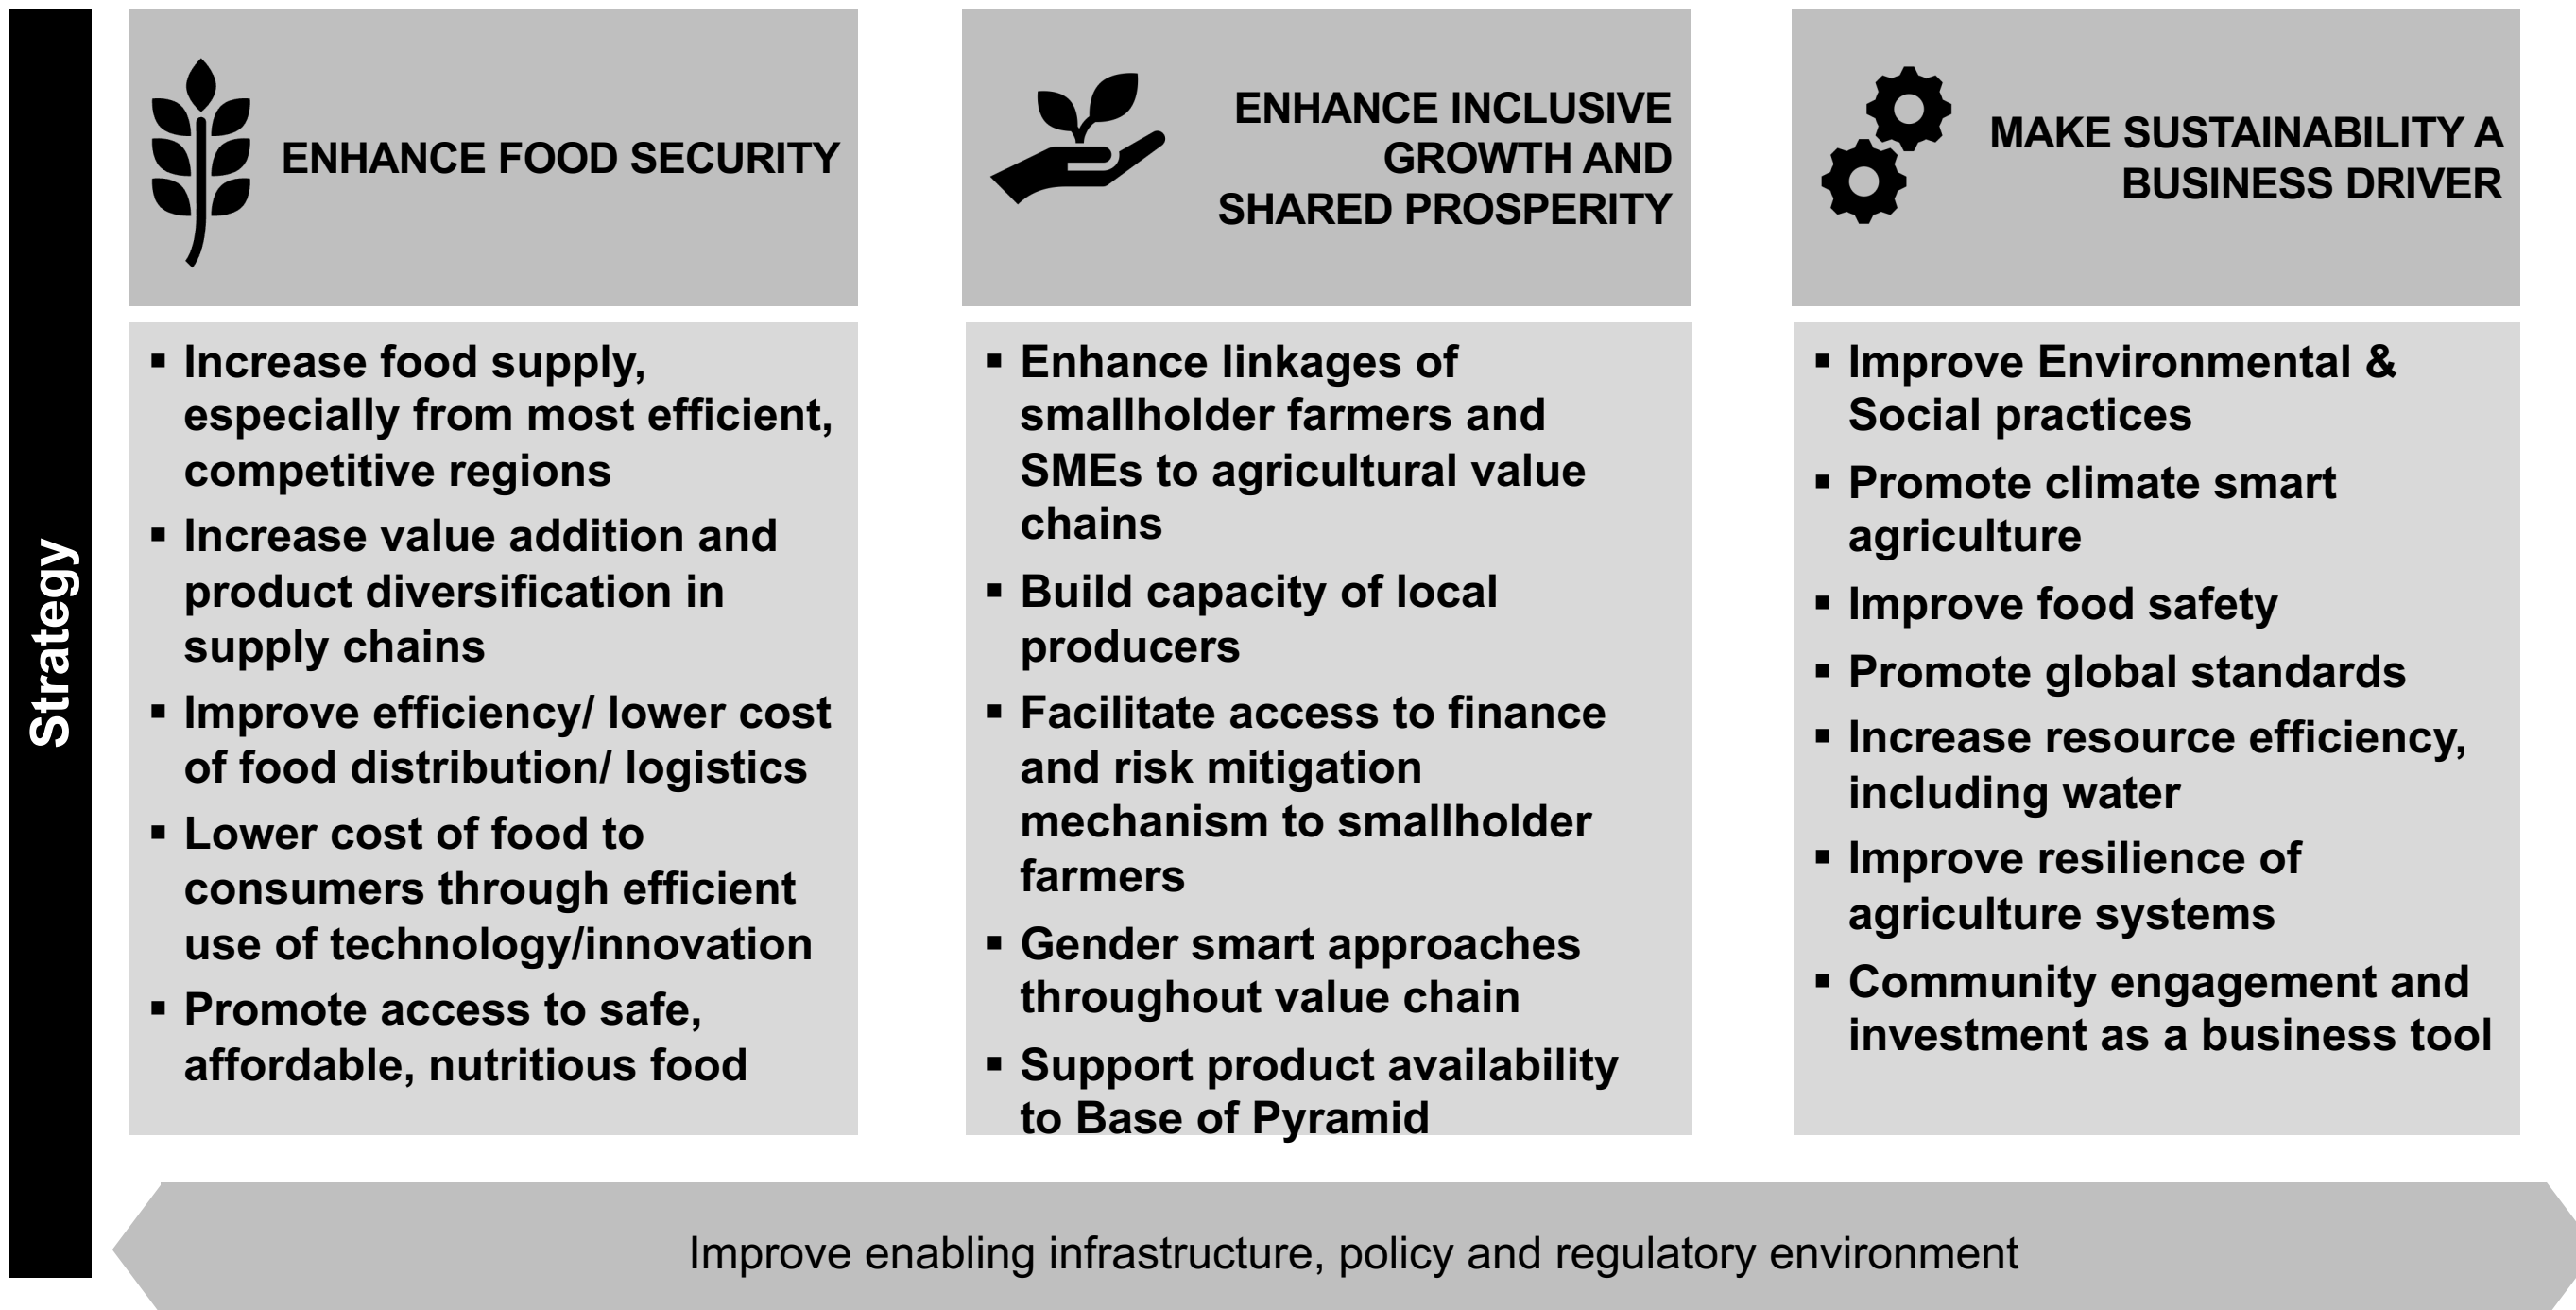 Strategy
ENHANCE FOOD SECURITY
▪ Increase food supply,
especially from most efficient,
competitive regions
▪ Increase value addition and
product diversification in
supply chains
▪ Improve efficiency/ lower cost
of food distribution/ logistics
▪ Lower cost of food to
consumers through efficient
use of technology/innovation
▪ Promote access to safe,
affordable, nutritious food
ENHANCE INCLUSIVE
GROWTH AND
SHARED PROSPERITY
▪ Enhance linkages of
smallholder farmers and
SMEs to agricultural value
chains
▪ Build capacity of local
producers
▪ Facilitate access to finance
and risk mitigation
mechanism to smallholder
farmers
▪ Gender smart approaches
throughout value chain
▪ Support product availability
to Base of Pyramid
MAKE SUSTAINABILITY A
BUSINESS DRIVER
▪ Improve Environmental &
Social practices
▪ Promote climate smart
agriculture
▪ Improve food safety
▪ Promote global standards
▪ Increase resource efficiency,
including water
▪ Improve resilience of
agriculture systems
▪ Community engagement and
investment as a business tool
Improve enabling infrastructure, policy and regulatory environment